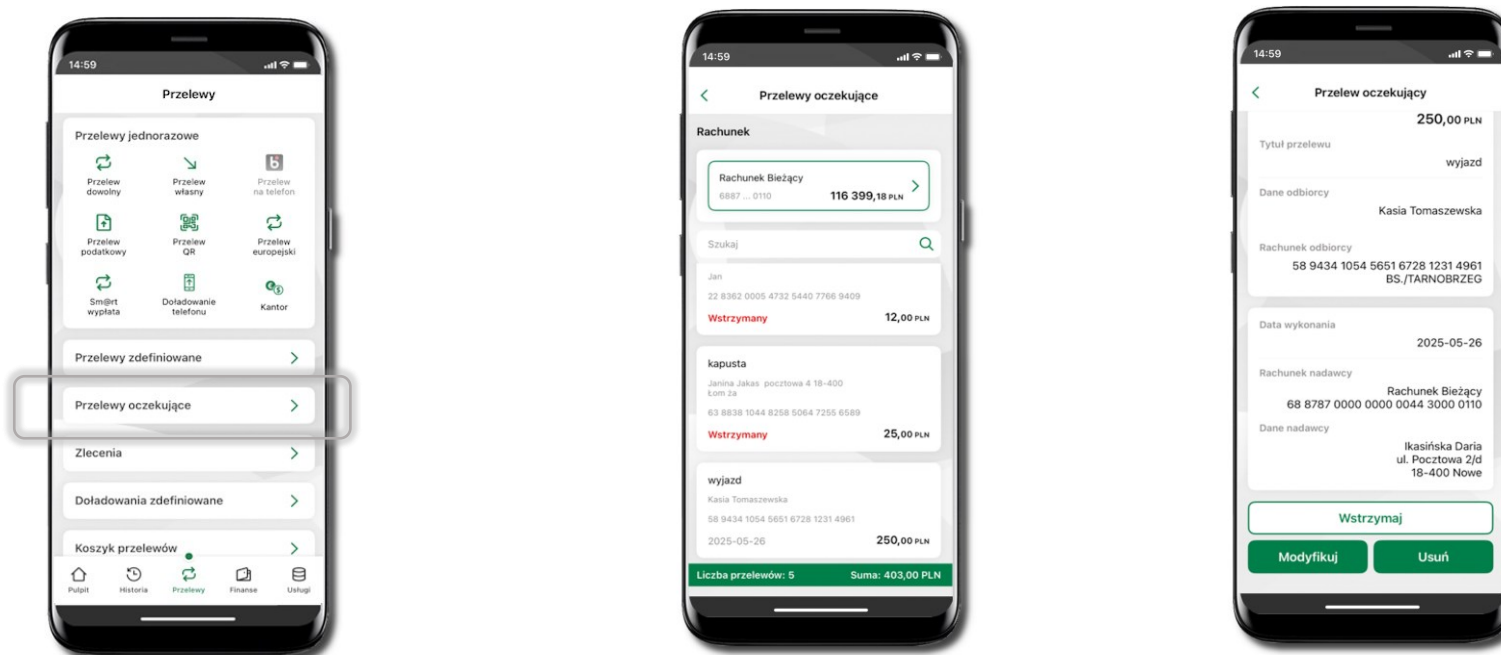 14:59
Przelewy
Przelewy jednorazowe
Przelew
dowolny
Przelew
własny
Przelew
na telefon
Przelew
podatkowy
Przelew
QR
Przelew
europejski
Sm@rt
wypłata
Doładowanie
telefonu
Kantor
Przelewy zdefiniowane
Przelewy oczekujące
Zlecenia
Doładowania zdefiniowane
Koszyk przelewów
Pulpit
Historia
Przelewy
Finanse
Usługi
14:59
Przelewy oczekujące
Rachunek
Rachunek Bieżący
6887 ... 0110 116 399,18 PLN
Szukaj
Jan
22 8362 0005 4732 5440 7766 9409
Wstrzymany 12,00 PLN
kapusta
Janina Jakas pocztowa 4 18-400
Łom ża
63 8838 1044 8258 5064 7255 6589
Wstrzymany 25,00 PLN
wyjazd
Kasia Tomaszewska
58 9434 1054 5651 6728 1231 4961
2025-05-26 250,00 PLN
Liczba przelewów: 5 Suma: 403,00 PLN
14:59
Przelew oczekujący
250,00 PLN
Tytuł przelewu
wyjazd
Dane odbiorcy
Kasia Tomaszewska
Rachunek odbiorcy
58 9434 1054 5651 6728 1231 4961
BS./TARNOBRZEG
Data wykonania
2025-05-26
Rachunek nadawcy
Rachunek Bieżący
68 8787 0000 0000 0044 3000 0110
Dane nadawcy
Ikasińska Daria
ul. Pocztowa 2/d
18-400 Nowe
Wstrzymaj
Modyfikuj
Usuń